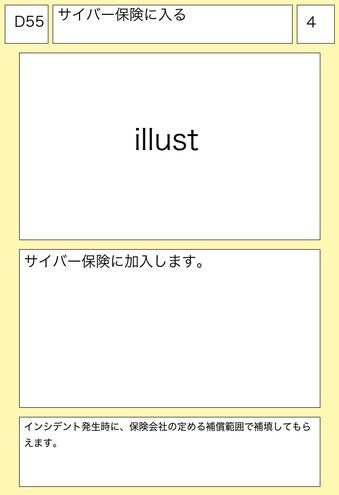 D55
サイバー保険に入る
4
illust
サイバー保険に加入します。
インシデント発生時に、保険会社の定める補償範囲で補填してもら
えます。